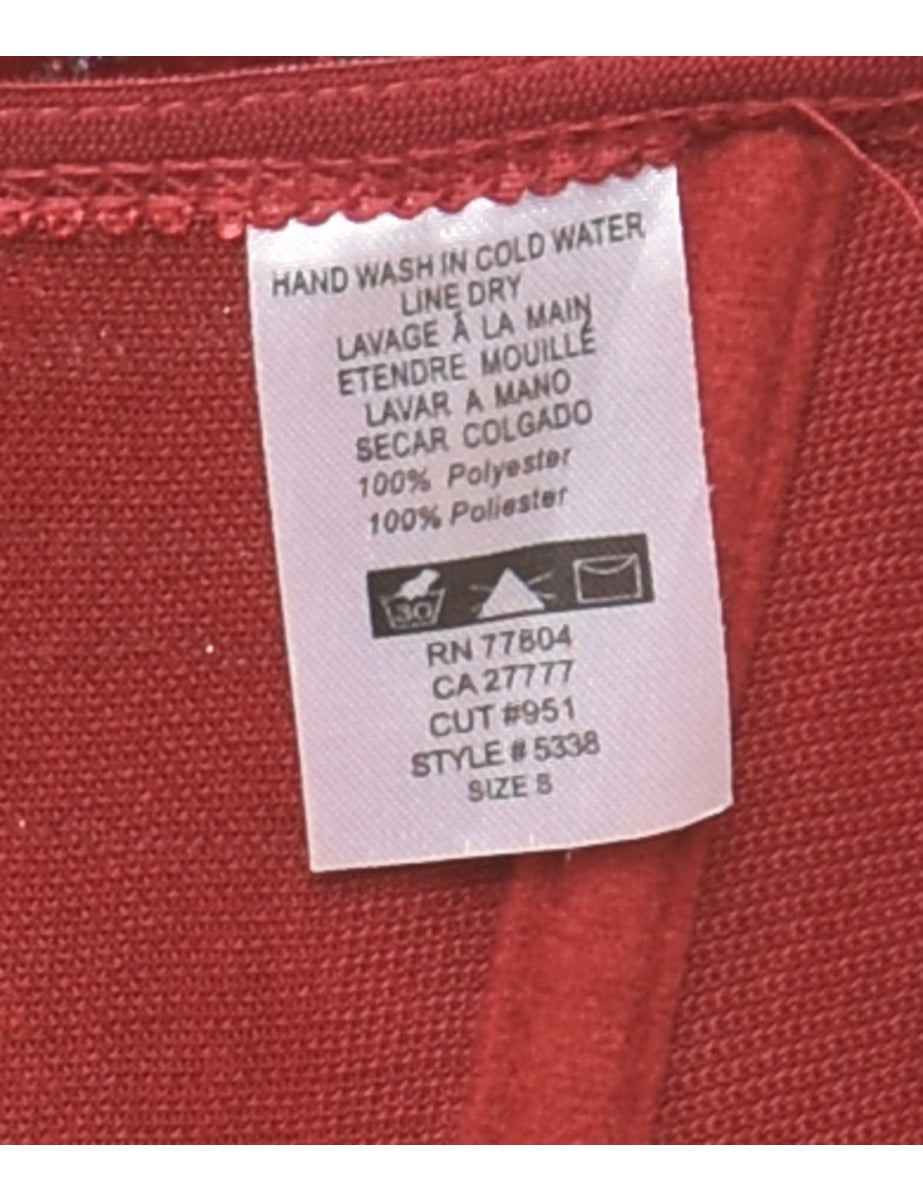 HAND WASH IN COLD WATER
LINE DRY
LAVAGE À LA MAIN
ETENDRE MOUILLÉ
LAVAR A MANO
SECAR COLGADO
100% Polyester
100% Poliester
30
RN 77804
CA 27777
CUT #951
STYLE # 5338
SIZE S